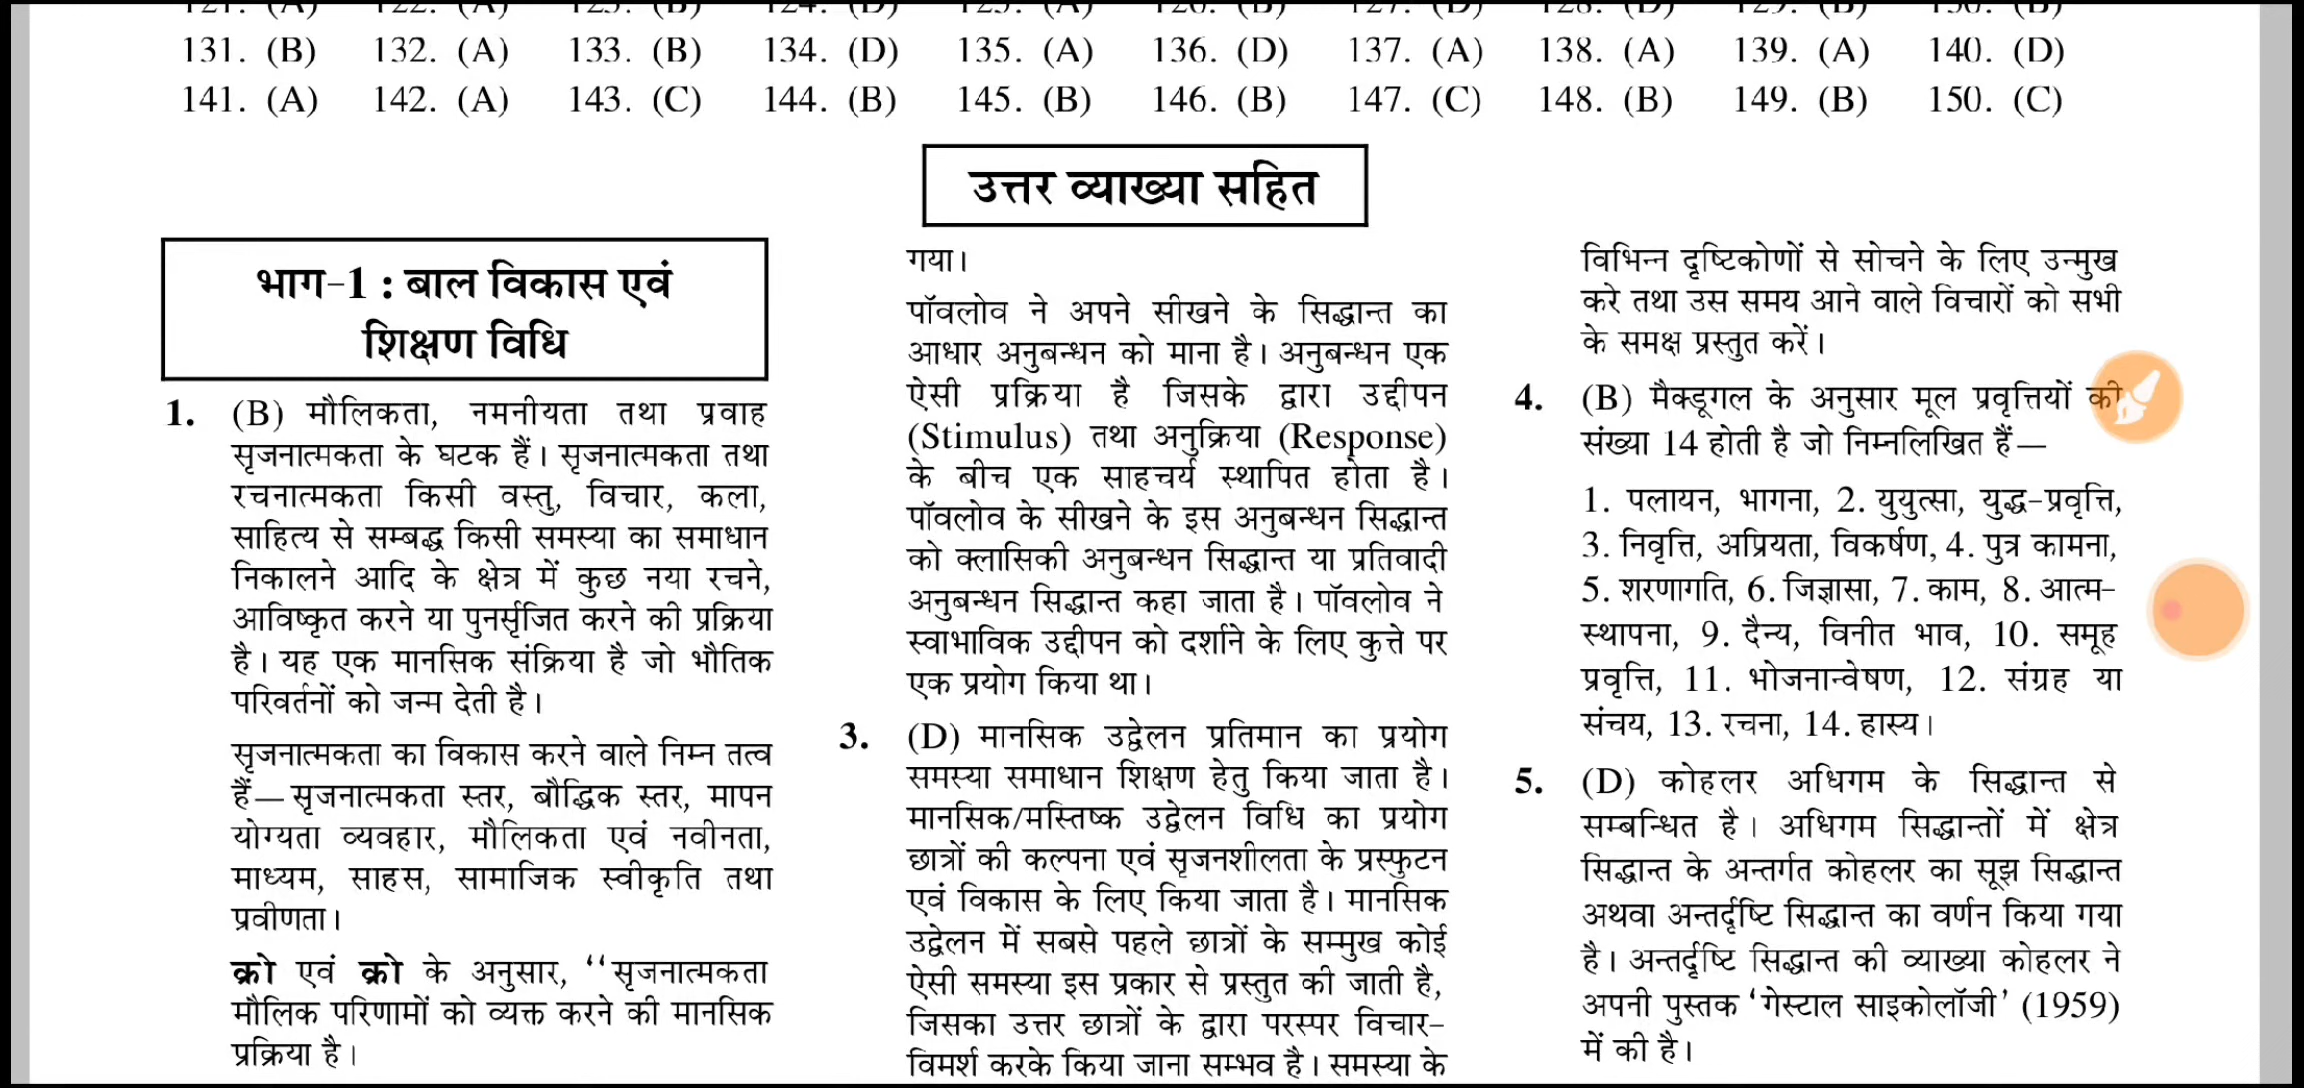 131. (B) 132. (A) 133. (B) 134. (D) 135. (A) 136. (D) 137. (A) 138. (A) 139. (A) 140. (D)
141. (A) 142. (A) 143. (C) 144. (B) 145. (B) 146. (B) 147. (C) 148. (B) 149. (B) 150. (C)
उत्तर व्याख्या सहित
भाग-1 : बाल विकास एवं
शिक्षण विधि
1. (B) मौलिकता, नमनीयता तथा प्रवाह
सृजनात्मकता के घटक हैं। सृजनात्मकता तथा
रचनात्मकता किसी वस्तु, विचार, कला,
साहित्य से सम्बद्ध किसी समस्या का समाधान
निकालने आदि के क्षेत्र में कुछ नया रचने,
आविष्कृत करने या पुनर्सृजित करने की प्रक्रिया
है। यह एक मानसिक संक्रिया है जो भौतिक
परिवर्तनों को जन्म देती है।
सृजनात्मकता का विकास करने वाले निम्न तत्व
हैं—सृजनात्मकता स्तर, बौद्धिक स्तर, मापन
योग्यता व्यवहार, मौलिकता एवं नवीनता,
माध्यम, साहस, सामाजिक स्वीकृति तथा
प्रवीणता।
क्रो एवं क्रो के अनुसार, ‘‘सृजनात्मकता
मौलिक परिणामों को व्यक्त करने की मानसिक
प्रक्रिया है।
गया।
पॉवलोव ने अपने सीखने के सिद्धान्त का
आधार अनुबन्धन को माना है। अनुबन्धन एक
ऐसी प्रक्रिया है जिसके द्वारा उद्दीपन
(Stimulus) तथा अनुक्रिया (Response)
के बीच एक साहचर्य स्थापित होता है।
पॉवलोव के सीखने के इस अनुबन्धन सिद्धान्त
को क्लासिकी अनुबन्धन सिद्धान्त या प्रतिवादी
अनुबन्धन सिद्धान्त कहा जाता है। पॉवलोव ने
स्वाभाविक उद्दीपन को दर्शाने के लिए कुत्ते पर
एक प्रयोग किया था।
3. (D) मानसिक उद्वेलन प्रतिमान का प्रयोग
समस्या समाधान शिक्षण हेतु किया जाता है।
मानसिक/मस्तिष्क उद्वेलन विधि का प्रयोग
छात्रों की कल्पना एवं सृजनशीलता के प्रस्फुटन
एवं विकास के लिए किया जाता है। मानसिक
उद्वेलन में सबसे पहले छात्रों के सम्मुख कोई
ऐसी समस्या इस प्रकार से प्रस्तुत की जाती है,
जिसका उत्तर छात्रों के द्वारा परस्पर विचार-
विमर्श करके किया जाना सम्भव है। समस्या के
विभिन्न दृष्टिकोणों से सोचने के लिए उन्मुख
करे तथा उस समय आने वाले विचारों को सभी
के समक्ष प्रस्तुत करें।
4. (B) मैक्डूगल के अनुसार मूल प्रवृत्तियों की
संख्या 14 होती है जो निम्नलिखित हैं—
1. पलायन, भागना, 2. युयुत्सा, युद्ध-प्रवृत्ति,
3. निवृत्ति, अप्रियता, विकर्षण, 4. पुत्र कामना,
5. शरणागति, 6. जिज्ञासा, 7. काम, 8. आत्म-
स्थापना, 9. दैन्य, विनीत भाव, 10. समूह
प्रवृत्ति, 11. भोजनान्वेषण, 12. संग्रह या
संचय, 13. रचना, 14. हास्य।
5. (D) कोहलर अधिगम के सिद्धान्त से
सम्बन्धित है। अधिगम सिद्धान्तों में क्षेत्र
सिद्धान्त के अन्तर्गत कोहलर का सूझ सिद्धान्त
अथवा अन्तर्दृष्टि सिद्धान्त का वर्णन किया गया
है। अन्तर्दृष्टि सिद्धान्त की व्याख्या कोहलर ने
अपनी पुस्तक ‘गेस्टाल साइकोलॉजी’ (1959)
में की है।